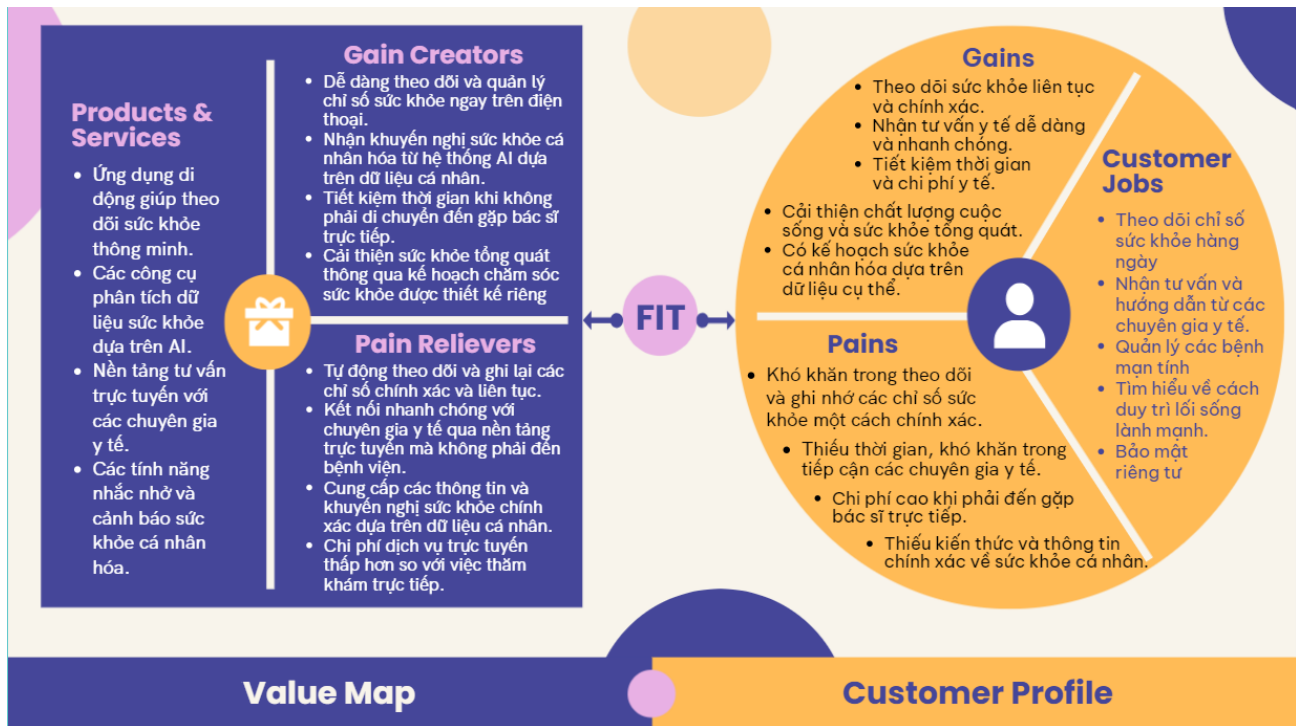 Products &
Services
• Ứng dụng di
động giúp theo
dõi sức khỏe
thông minh.
• Các công cụ
phân tích dữ
liệu sức khỏe
dựa trên AI.
• Nền tảng tư vấn
trực tuyến với
các chuyên gia
y tế.
• Các tính năng
nhắc nhở và
cảnh báo sức
khỏe cá nhân
hóa.
Gain Creators
• Dễ dàng theo dõi và quản lý
chỉ số sức khỏe ngay trên điện
thoại.
• Nhận khuyến nghị sức khỏe cá
nhân hóa từ hệ thống AI dựa
trên dữ liệu cá nhân.
• Tiết kiệm thời gian khi không
phải di chuyển đến gặp bác sĩ
trực tiếp.
• Cải thiện sức khỏe tổng quát
thông qua kế hoạch chăm sóc
sức khỏe được thiết kế riêng
Pain Relievers
• Tự động theo dõi và ghi lại các
chỉ số chính xác và liên tục.
• Kết nối nhanh chóng với
chuyên gia y tế qua nền tảng
trực tuyến mà không phải đến
bệnh viện.
• Cung cấp các thông tin và
khuyến nghị sức khỏe chính
xác dựa trên dữ liệu cá nhân.
• Chi phí dịch vụ trực tuyến
thấp hơn so với việc thăm
khám trực tiếp.
FIT
Gains
• Theo dõi sức khỏe liên tục
và chính xác.
• Nhận tư vấn y tế dễ dàng
và nhanh chóng.
• Tiết kiệm thời gian
và chi phí y tế.
• Cải thiện chất lượng cuộc
sống và sức khỏe tổng quát.
• Có kế hoạch sức khỏe
cá nhân hóa dựa trên
dữ liệu cụ thể.
Pains
• Khó khăn trong theo dõi
và ghi nhớ các chỉ số sức
khỏe một cách chính xác.
• Thiếu thời gian, khó khăn trong
tiếp cận các chuyên gia y tế.
• Chi phí cao khi phải đến gặp
bác sĩ trực tiếp.
• Thiếu kiến thức và thông tin
chính xác về sức khỏe cá nhân.
Customer
Jobs
• Theo dõi chỉ số
sức khỏe hàng
ngày
• Nhận tư vấn và
hướng dẫn từ các
chuyên gia y tế.
• Quản lý các bệnh
mạn tính
• Tìm hiểu về cách
duy trì lối sống
lành mạnh.
• Bảo mật
riêng tư
Value Map
Customer Profile